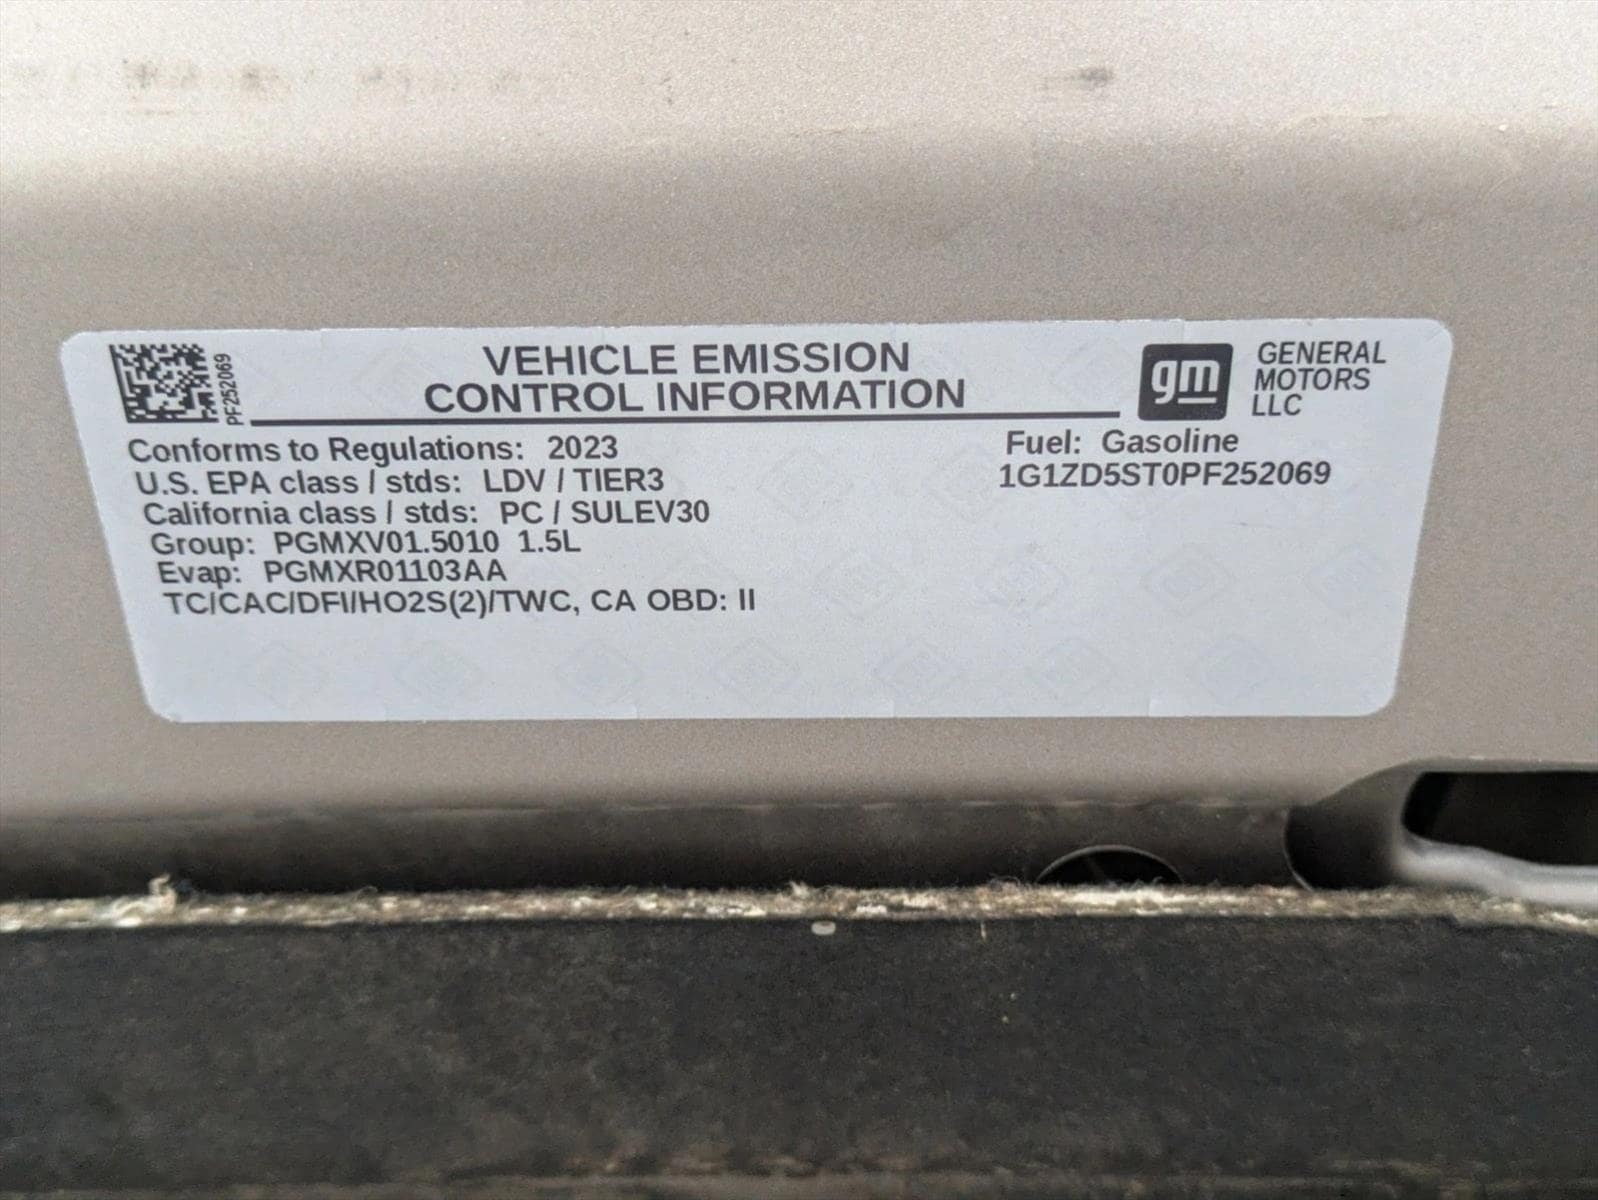 VEHICLE EMISSION
CONTROL INFORMATION
PF252069
gm
GENERAL
MOTORS
LLC
Conforms to Regulations: 2023
U.S. EPA class / stds: LDV / TIER3
California class / stds: PC / SULEV30
Group: PGMXV01.5010 1.5L
Evap: PGMXR01103AA
TC/CAC/DFI/HO2S(2)/TWC, CA OBD: II
Fuel: Gasoline
1G1ZD5ST0PF252069